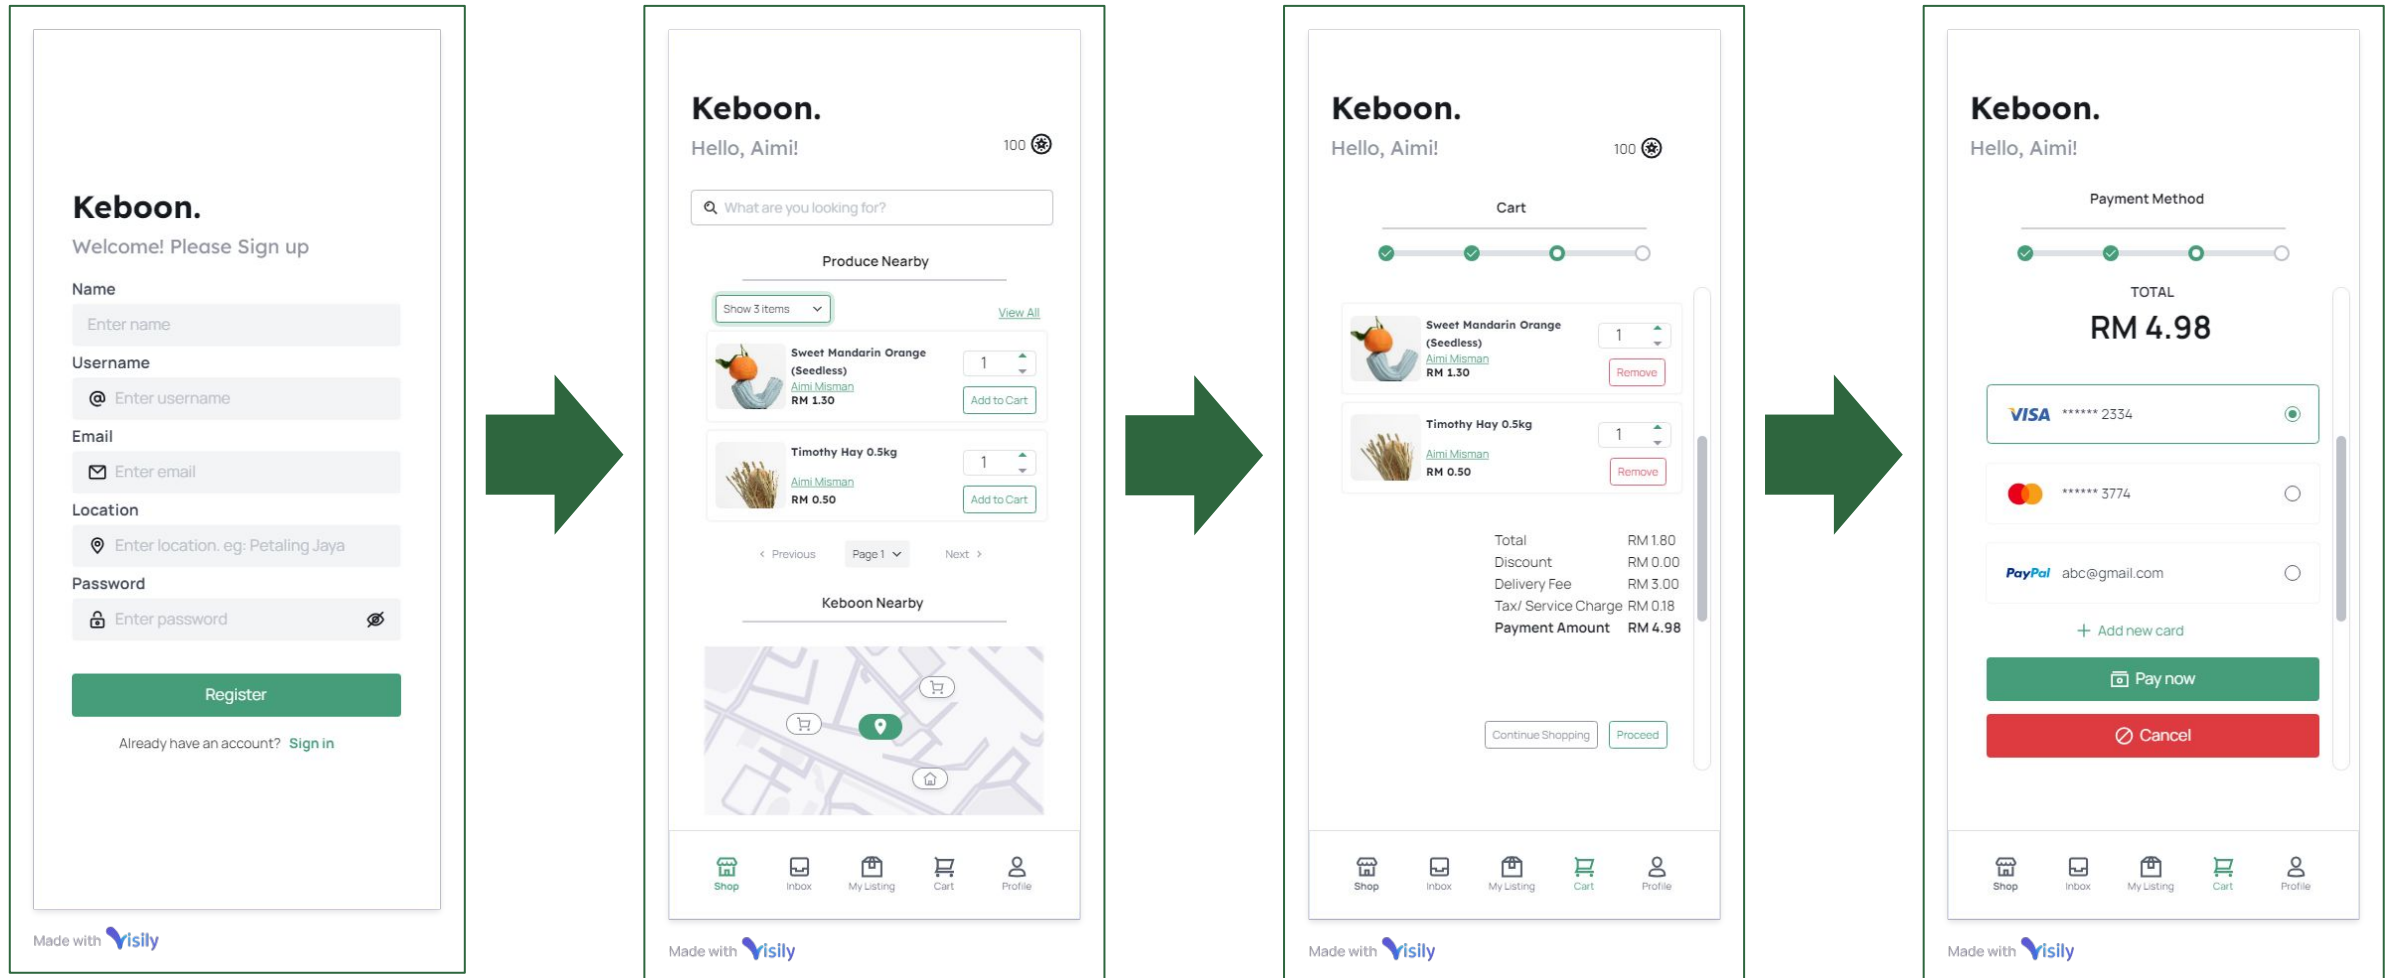 Keboon.
Welcome! Please Sign up
Name
Enter name
Username
Enter username
Email
Enter email
Location
Enter location. eg: Petaling Jaya
Password
Enter password
Register
Already have an account? Sign in
Made with Visily
Keboon.
Hello, Aimi!
100
What are you looking for?
Produce Nearby
Show 3 items
View All
Sweet Mandarin Orange
(Seedless)
Aimi Misman
RM 1.30
1
Add to Cart
Timothy Hay 0.5kg
Aimi Misman
RM 0.50
1
Add to Cart
< Previous Page 1 Next >
Keboon Nearby
Shop Inbox My Listing Cart Profile
Made with Visily
Keboon.
Hello, Aimi!
100
Cart
Sweet Mandarin Orange
(Seedless)
Aimi Misman
RM 1.30
1
Remove
Timothy Hay 0.5kg
Aimi Misman
RM 0.50
1
Remove
Total RM 1.80
Discount RM 0.00
Delivery Fee RM 3.00
Tax/ Service Charge RM 0.18
Payment Amount RM 4.98
Continue Shopping
Proceed
Shop Inbox My Listing Cart Profile
Made with Visily
Keboon.
Hello, Aimi!
Payment Method
TOTAL
RM 4.98
VISA ****** 2334
****** 3774
PayPal abc@gmail.com
+ Add new card
Pay now
Cancel
Shop Inbox My Listing Cart Profile
Made with Visily